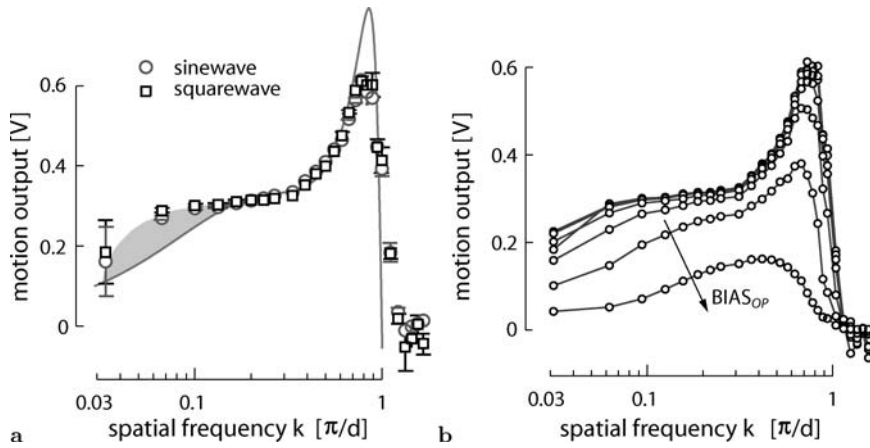 motion output [V]
0.6
0.4
0.2
0
sinewave
squarewave
0.03
0.1
1
spatial frequency k [π/d]
a
motion output [V]
0.6
0.4
0.2
0
BIAS_OP
0.03
0.1
1
spatial frequency k [π/d]
b